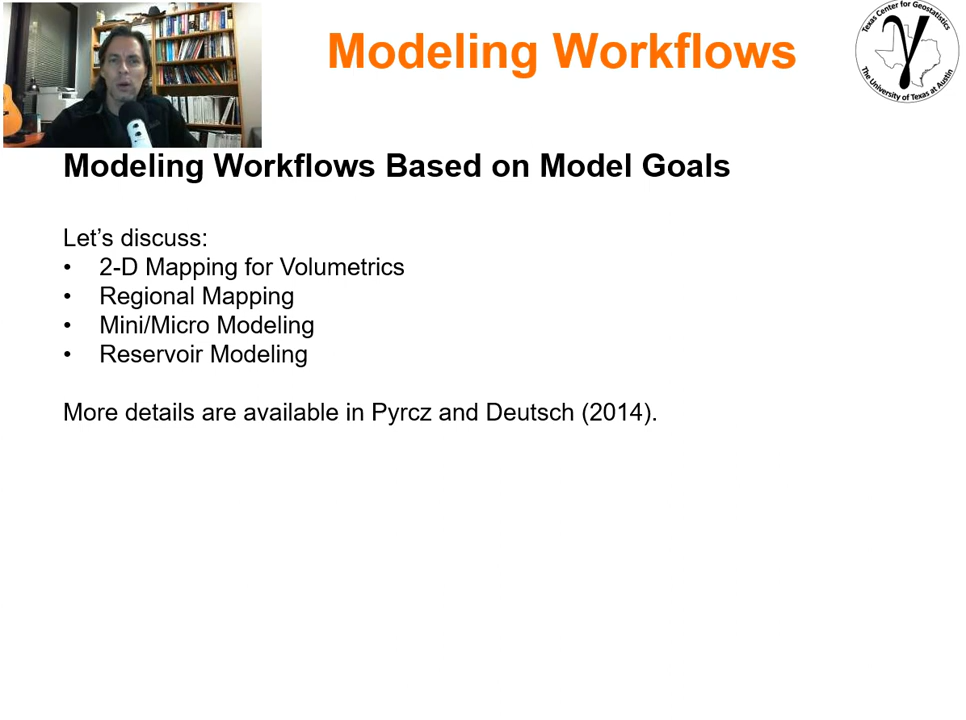 Modeling Workflows
Texas Center for Geostatistics
γ
The University of Texas at Austin
Modeling Workflows Based on Model Goals
Let’s discuss:
• 2-D Mapping for Volumetrics
• Regional Mapping
• Mini/Micro Modeling
• Reservoir Modeling
More details are available in Pyrcz and Deutsch (2014).